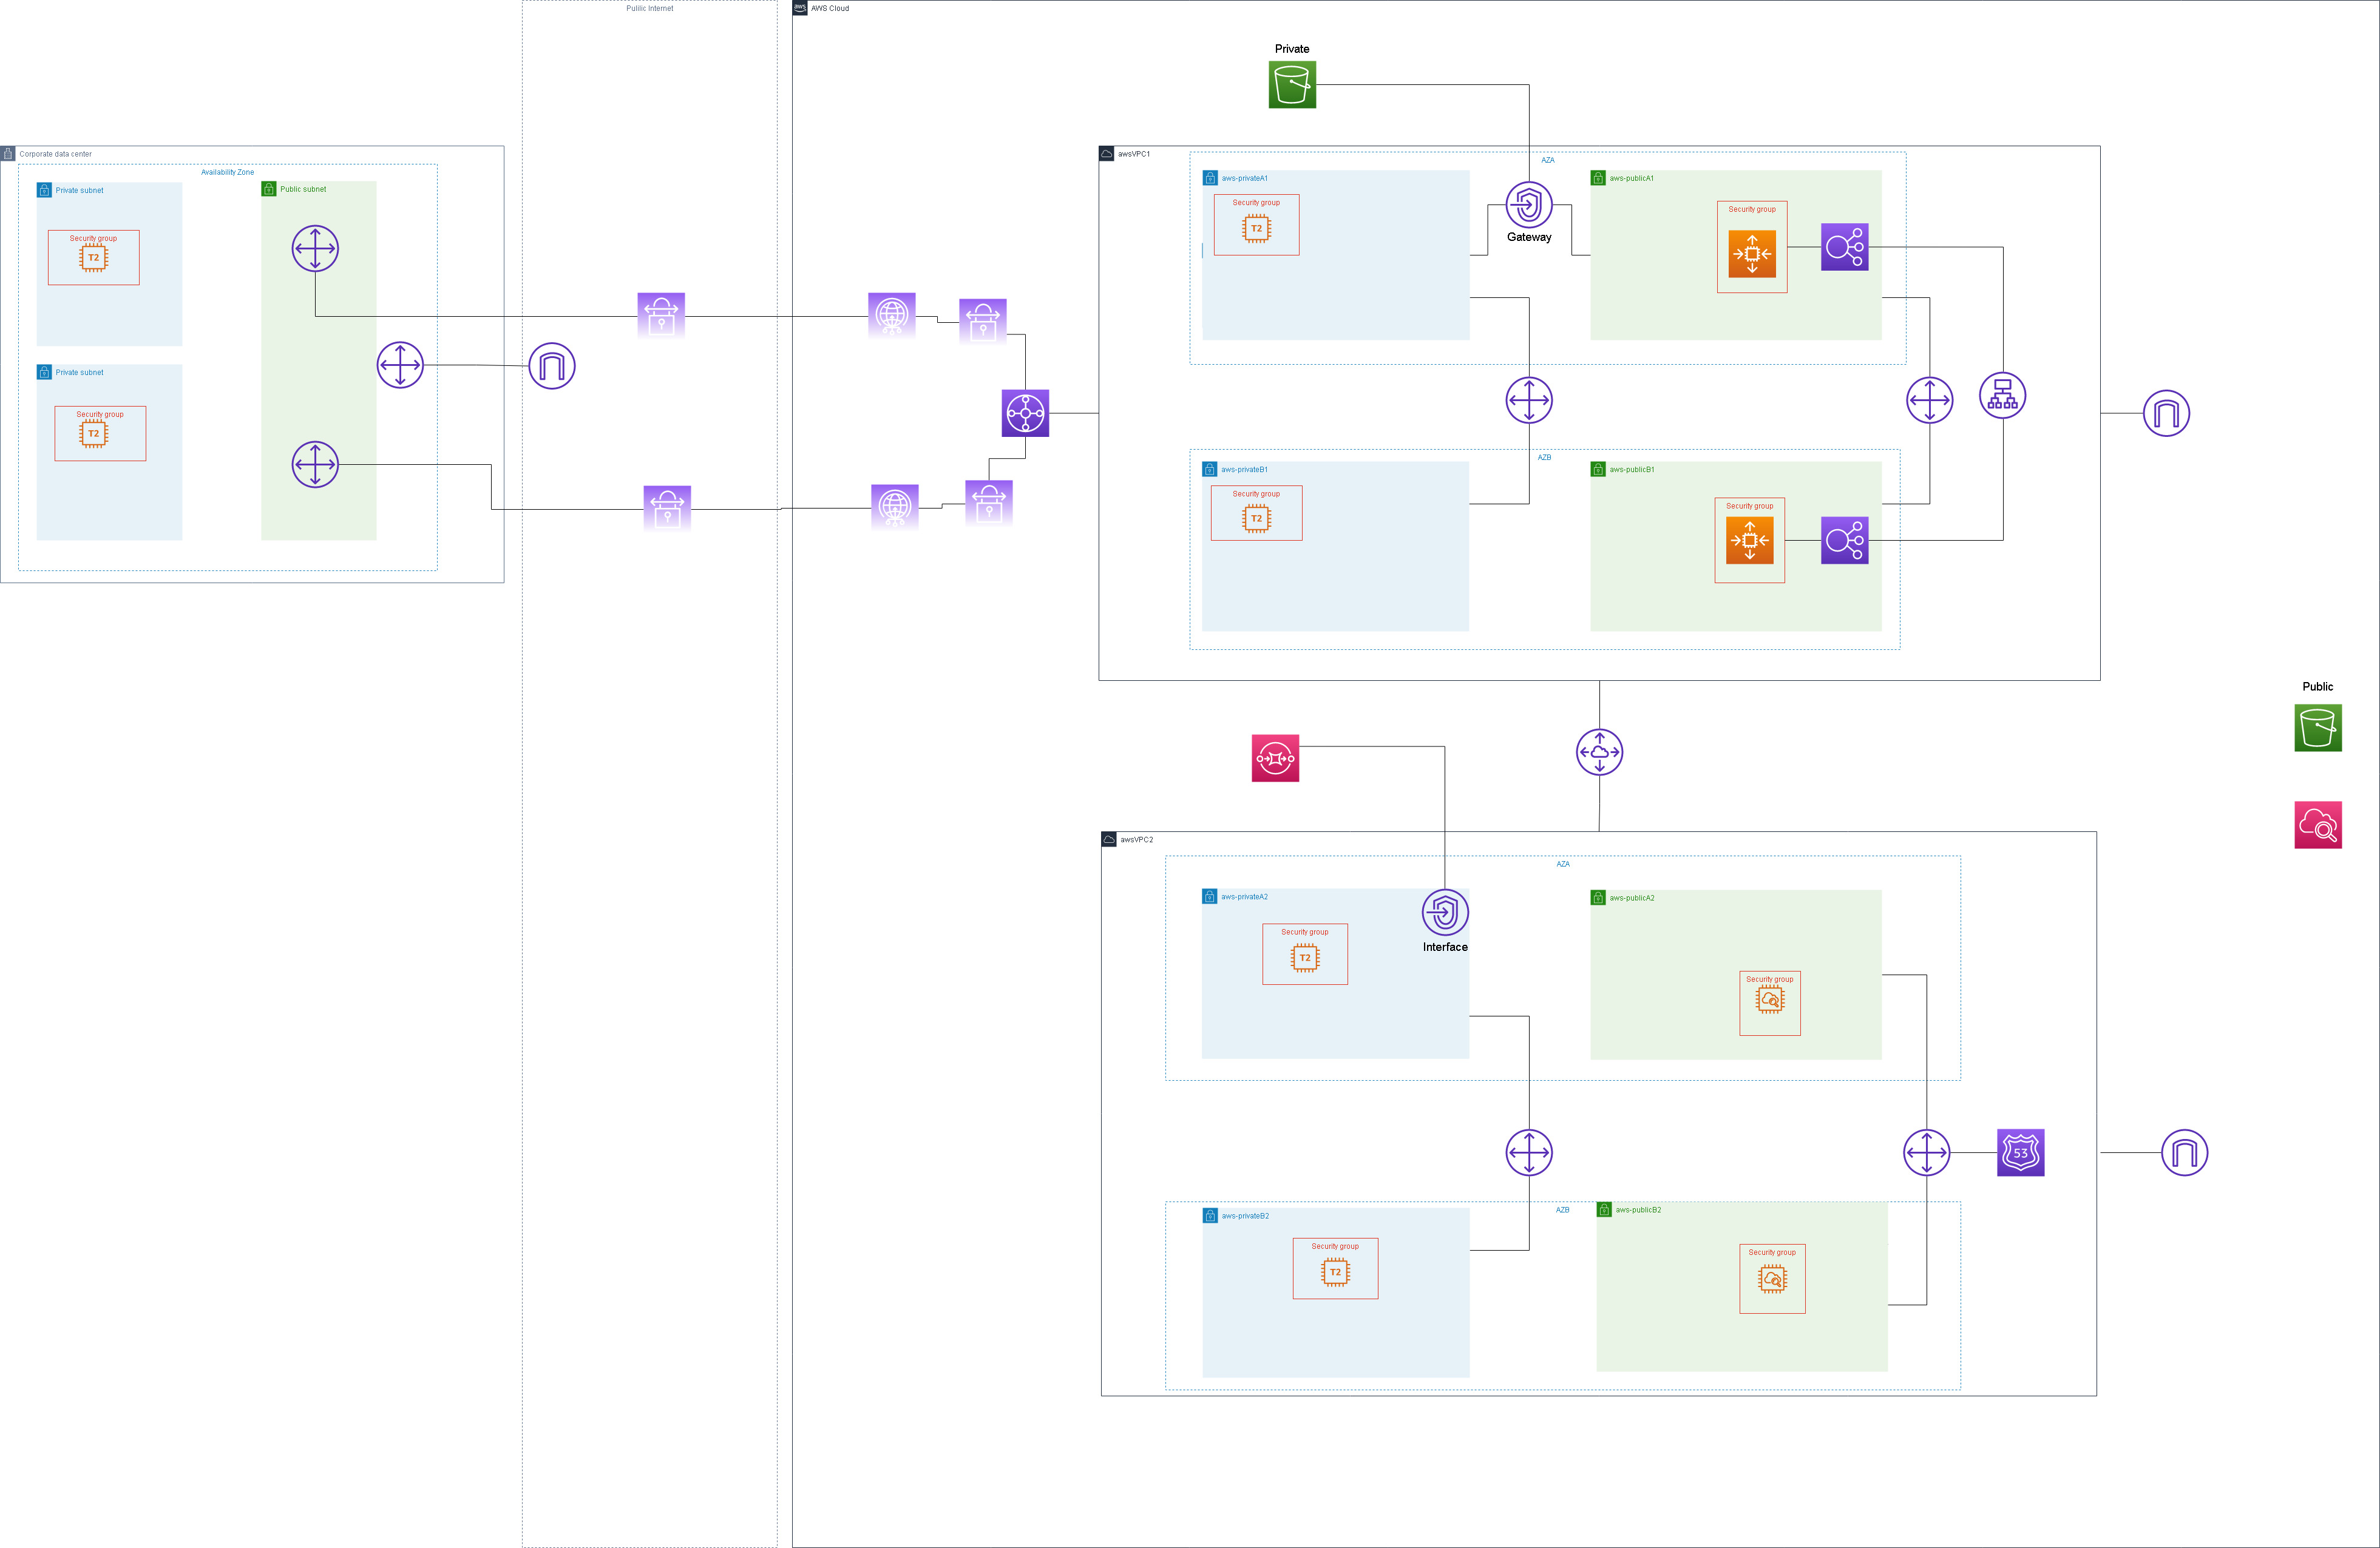 Pulilic Internet
aws
AWS Cloud
Private
Corporate data center
Availability Zone
Private subnet
Security group
T2
Public subnet
Private subnet
Security group
T2
awsVPC1
AZA
aws-privateA1
Security group
T2
Gateway
aws-publicA1
Security group
AZB
aws-privateB1
Security group
T2
aws-publicB1
Security group
Public
awsVPC2
AZA
aws-privateA2
Security group
T2
Interface
aws-publicA2
Security group
53
AZB
aws-privateB2
Security group
T2
aws-publicB2
Security group